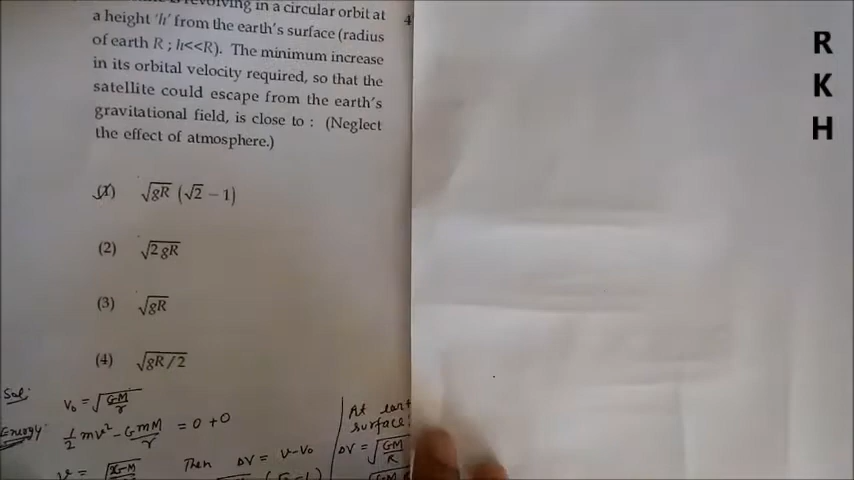 revolving in a circular orbit at
a height 'h' from the earth's surface (radius
of earth R ; h<<R). The minimum increase
in its orbital velocity required, so that the
satellite could escape from the earth's
gravitational field, is close to : (Neglect
the effect of atmosphere.)
(1) √gR (√2 − 1)
(2) √2gR
(3) √gR
(4) √gR/2
Sol:
v₀ = √GM/r
Energy: ½mv² − GmM/r = 0 + 0
v = √2GM
Then ΔV = v − v₀
At
surface:
ΔV = √GM/R
4
R
K
H